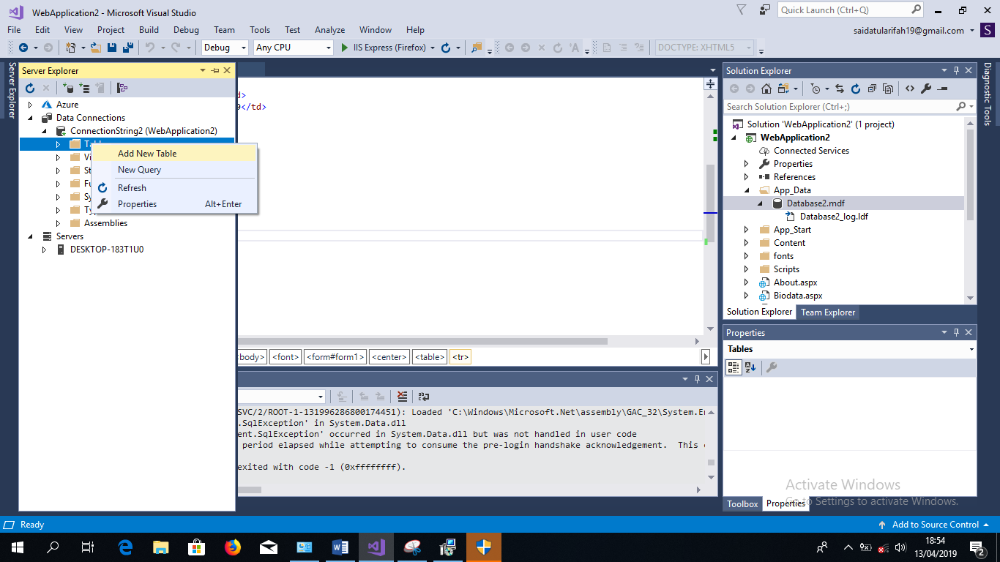 WebApplication2 - Microsoft Visual Studio
Quick Launch (Ctrl+Q)
File Edit View Project Build Debug Team Tools Test Analyze Window Help
saidatularifah19@gmail.com S
Debug Any CPU IIS Express (Firefox) DOCTYPE: XHTML5
Server Explorer
Server Explorer
Azure
Data Connections
ConnectionString2 (WebApplication2)
Add New Table
New Query
Refresh
Properties Alt+Enter
Assemblies
Servers
DESKTOP-183T1U0
d>
9</td>
<body> <font> <form#form1> <center> <table> <tr>
SVC/2/ROOT-1-131996286800174451): Loaded 'C:\Windows\Microsoft.Net\assembly\GAC_32\System.En
.SqlException' in System.Data.dll
ent.SqlException' occurred in System.Data.dll but was not handled in user code
period elapsed while attempting to consume the pre-login handshake acknowledgement. This
exited with code -1 (0xffffffff).
Solution Explorer
Search Solution Explorer (Ctrl+;)
Solution 'WebApplication2' (1 project)
WebApplication2
Connected Services
Properties
References
App_Data
Database2.mdf
Database2_log.ldf
App_Start
Content
fonts
Scripts
About.aspx
Biodata.aspx
Solution Explorer Team Explorer
Properties
Tables
Activate Windows
Go to Settings to activate Windows.
Toolbox Properties
Diagnostic Tools
Ready
Add to Source Control
18:54
13/04/2019
2